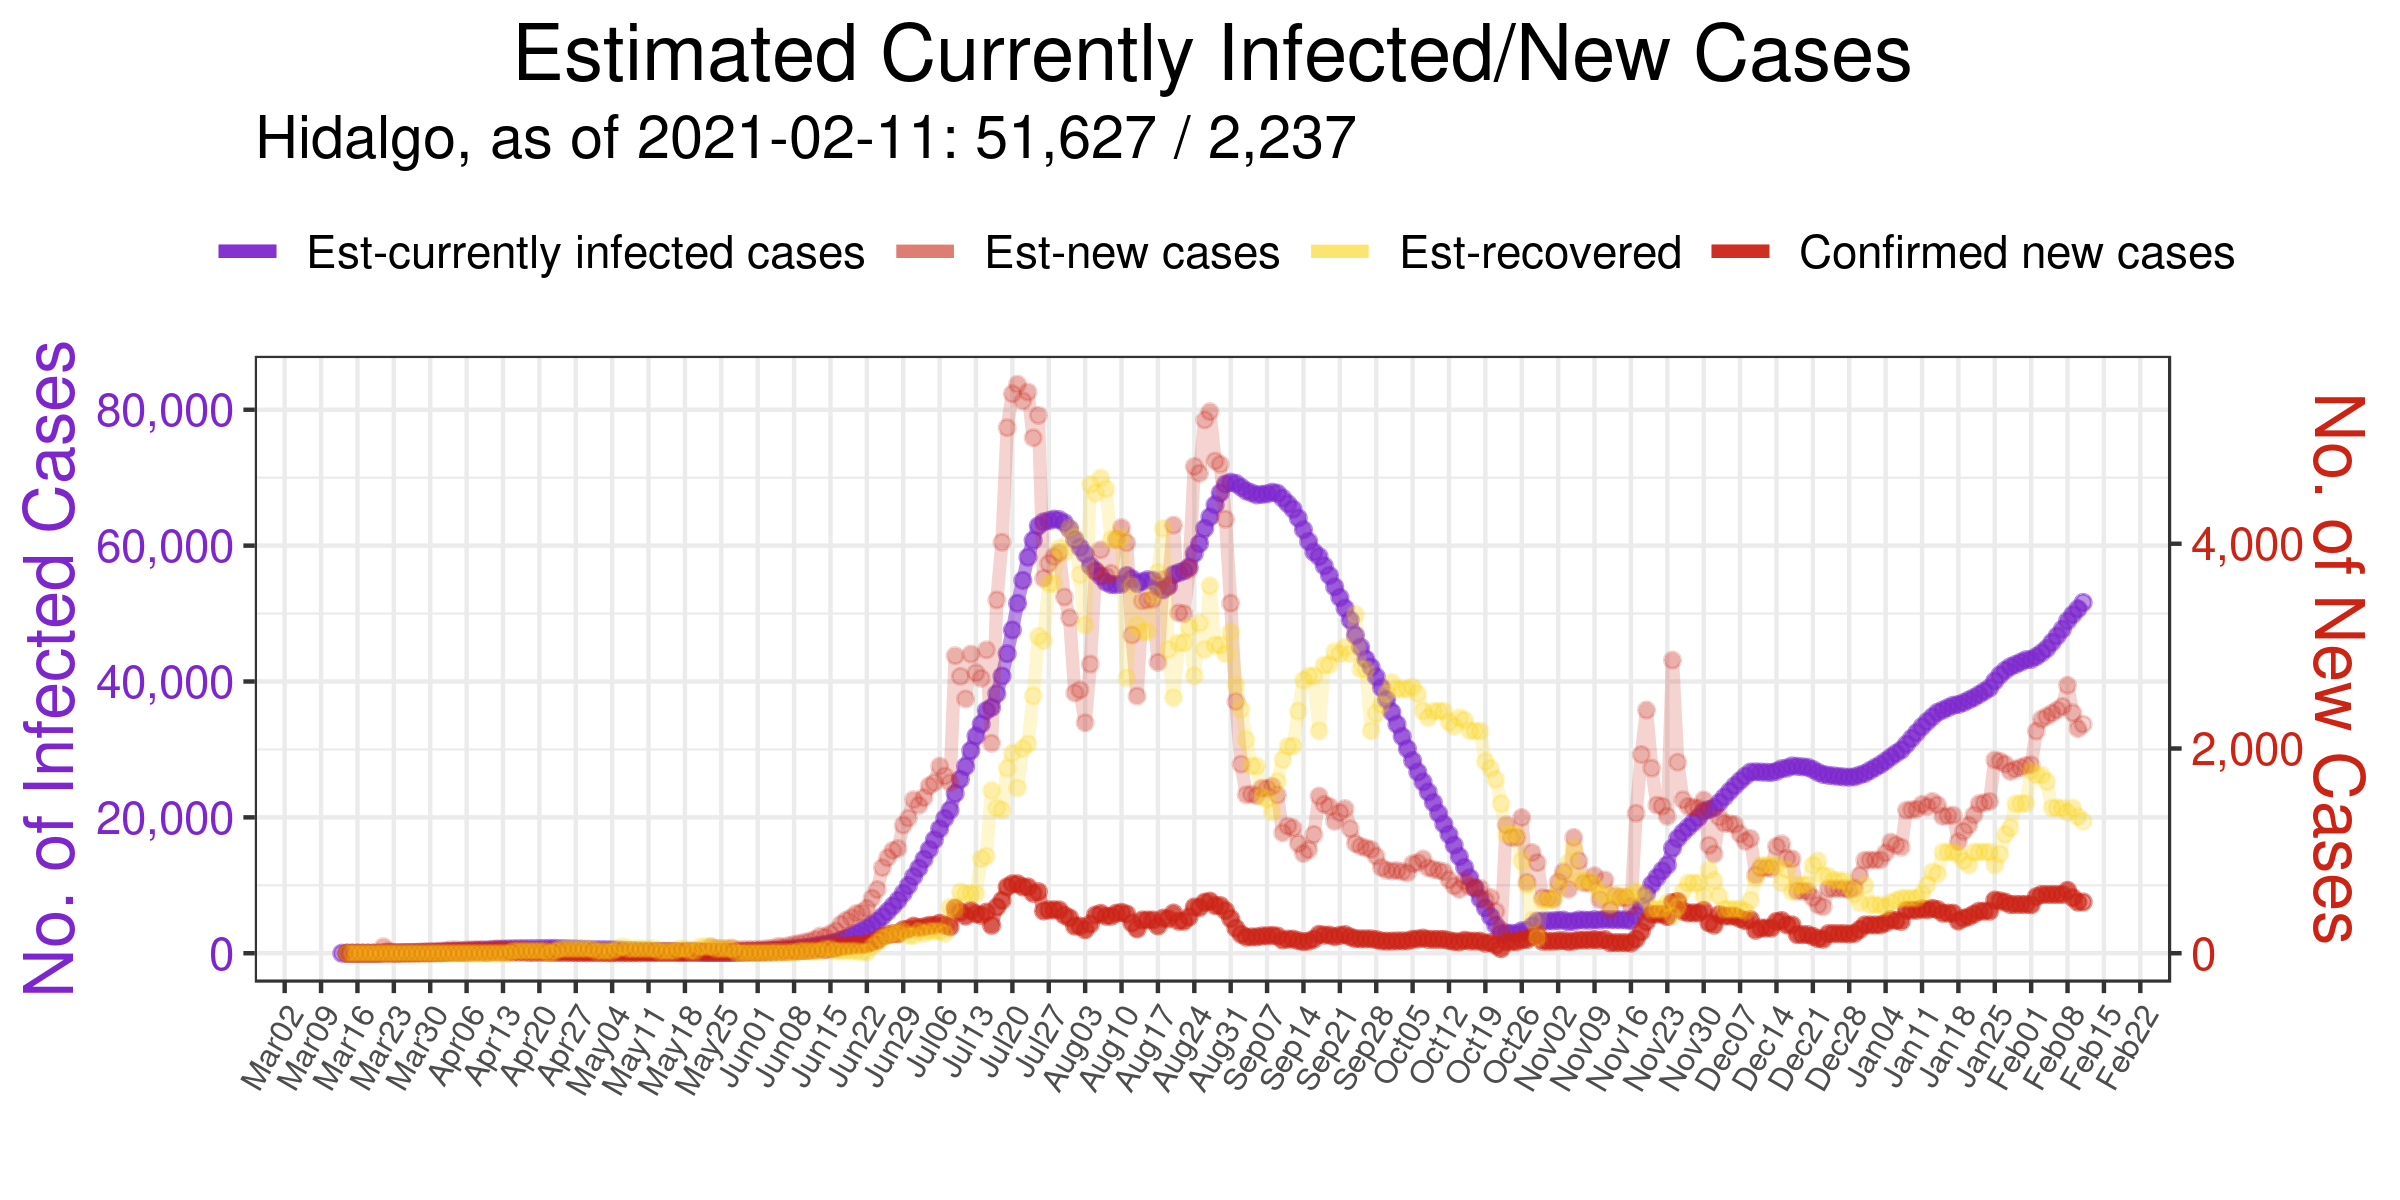 Estimated Currently Infected/New Cases
Hidalgo, as of 2021-02-11: 51,627 / 2,237
Est-currently infected cases
Est-new cases
Est-recovered
Confirmed new cases
No. of Infected Cases
80,000
60,000
40,000
20,000
0
No. of New Cases
4,000
2,000
0
Mar02
Mar09
Mar16
Mar23
Mar30
Apr06
Apr13
Apr20
Apr27
May04
May11
May18
May25
Jun01
Jun08
Jun15
Jun22
Jun29
Jul06
Jul13
Jul20
Jul27
Aug03
Aug10
Aug17
Aug24
Aug31
Sep07
Sep14
Sep21
Sep28
Oct05
Oct12
Oct19
Oct26
Nov02
Nov09
Nov16
Nov23
Nov30
Dec07
Dec14
Dec21
Dec28
Jan04
Jan11
Jan18
Jan25
Feb01
Feb08
Feb15
Feb22